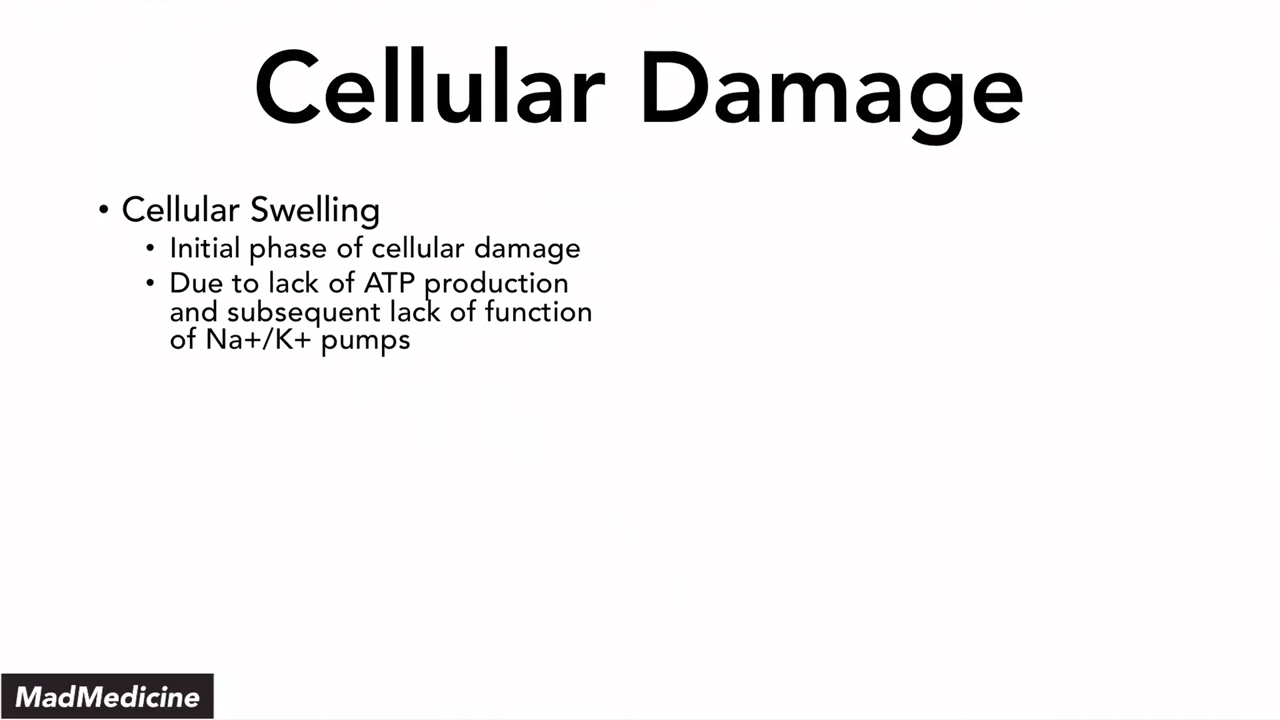 Cellular Damage
• Cellular Swelling
• Initial phase of cellular damage
• Due to lack of ATP production
and subsequent lack of function
of Na+/K+ pumps
MadMedicine